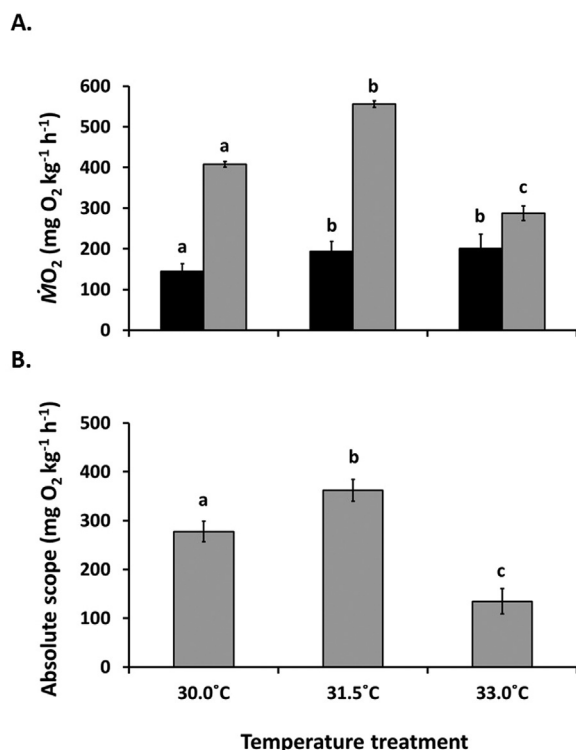 A.
ṀO₂ (mg O₂ kg⁻¹ h⁻¹)
600
500
400
300
200
100
0
a
a
b
b
b
c
B.
Absolute scope (mg O₂ kg⁻¹ h⁻¹)
500
400
300
200
100
0
a
b
c
30.0˚C 31.5˚C 33.0˚C
Temperature treatment